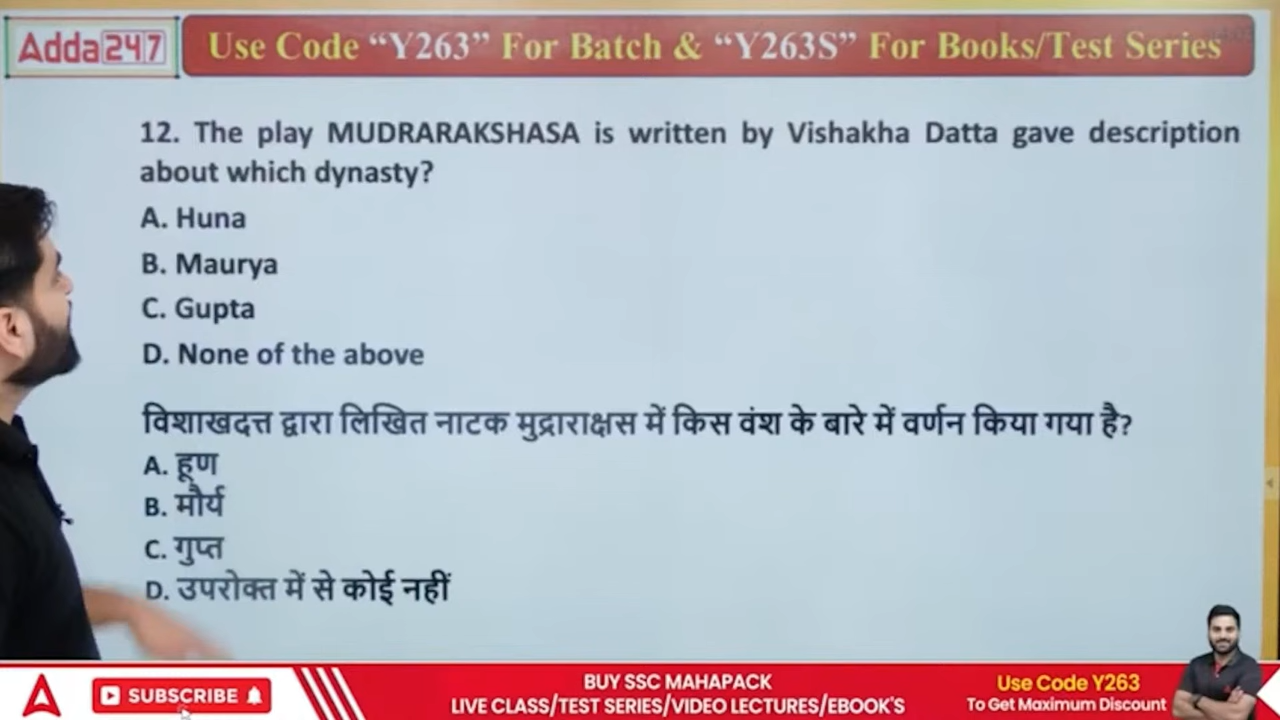 Adda247
Use Code “Y263” For Batch & “Y263S” For Books/Test Series
12. The play MUDRARAKSHASA is written by Vishakha Datta gave description
about which dynasty?
A. Huna
B. Maurya
C. Gupta
D. None of the above
विशाखदत्त द्वारा लिखित नाटक मुद्राराक्षस में किस वंश के बारे में वर्णन किया गया है?
A. हूण
B. मौर्य
C. गुप्त
D. उपरोक्त में से कोई नहीं
SUBSCRIBE
BUY SSC MAHAPACK
LIVE CLASS/TEST SERIES/VIDEO LECTURES/EBOOK'S
Use Code Y263
To Get Maximum Discount